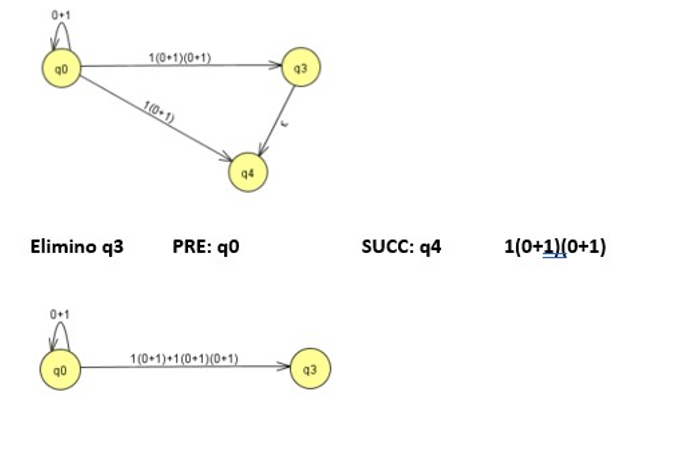 0+1
q0
1(0+1)(0+1)
q3
1(0+1)
ε
q4
Elimino q3 PRE: q0 SUCC: q4 1(0+1)(0+1)
0+1
q0
1(0+1)+1(0+1)(0+1)
q3